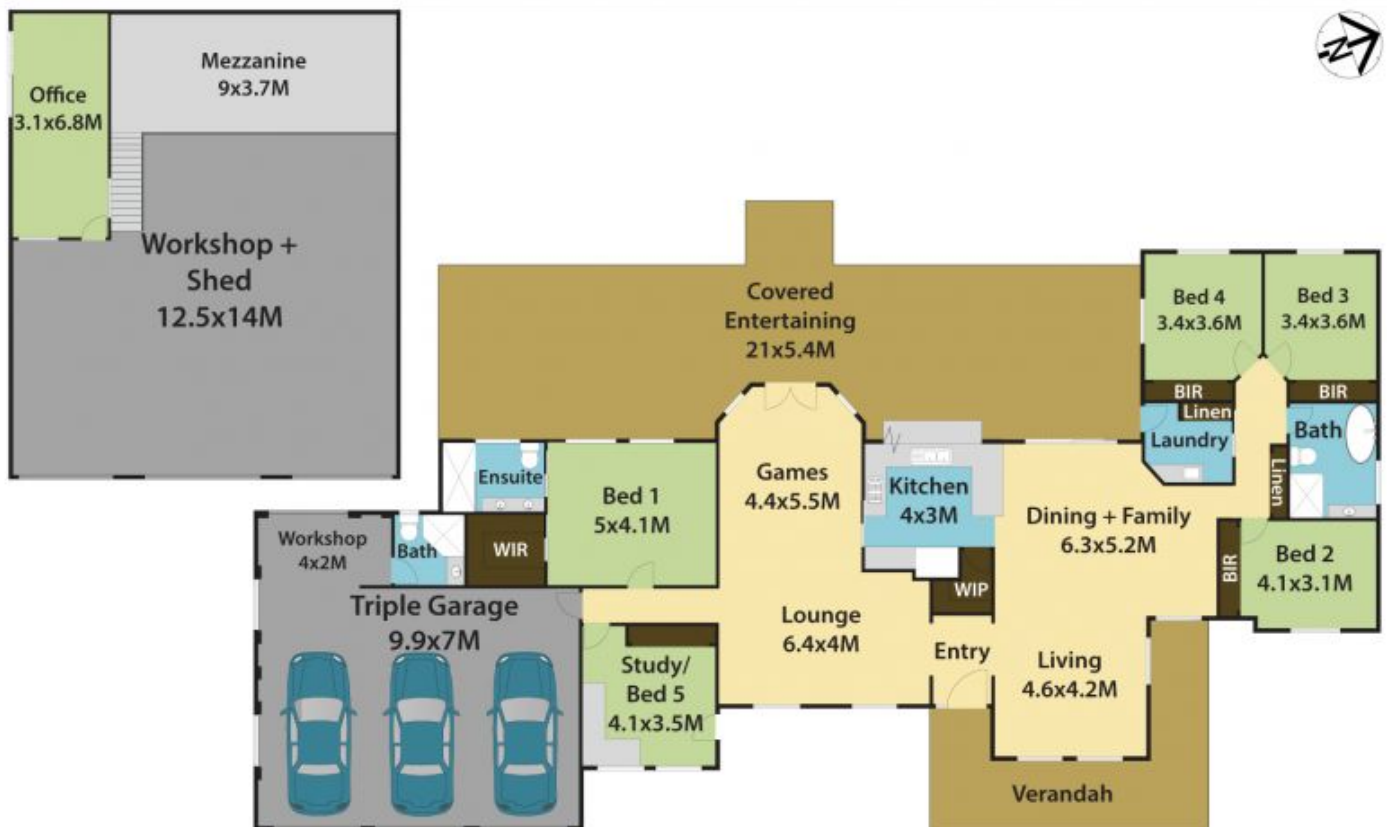 Mezzanine
9x3.7M
Office
3.1x6.8M
Workshop +
Shed
12.5x14M
N
Covered
Entertaining
21x5.4M
Bed 4
3.4x3.6M
Bed 3
3.4x3.6M
BIR
BIR
Linen
Laundry
Bath
Linen
Ensuite
Bed 1
5x4.1M
Games
4.4x5.5M
Kitchen
4x3M
Dining + Family
6.3x5.2M
Workshop
4x2M
Bath
WIR
WIP
BIR
Bed 2
4.1x3.1M
Triple Garage
9.9x7M
Lounge
6.4x4M
Entry
Living
4.6x4.2M
Study/
Bed 5
4.1x3.5M
Verandah